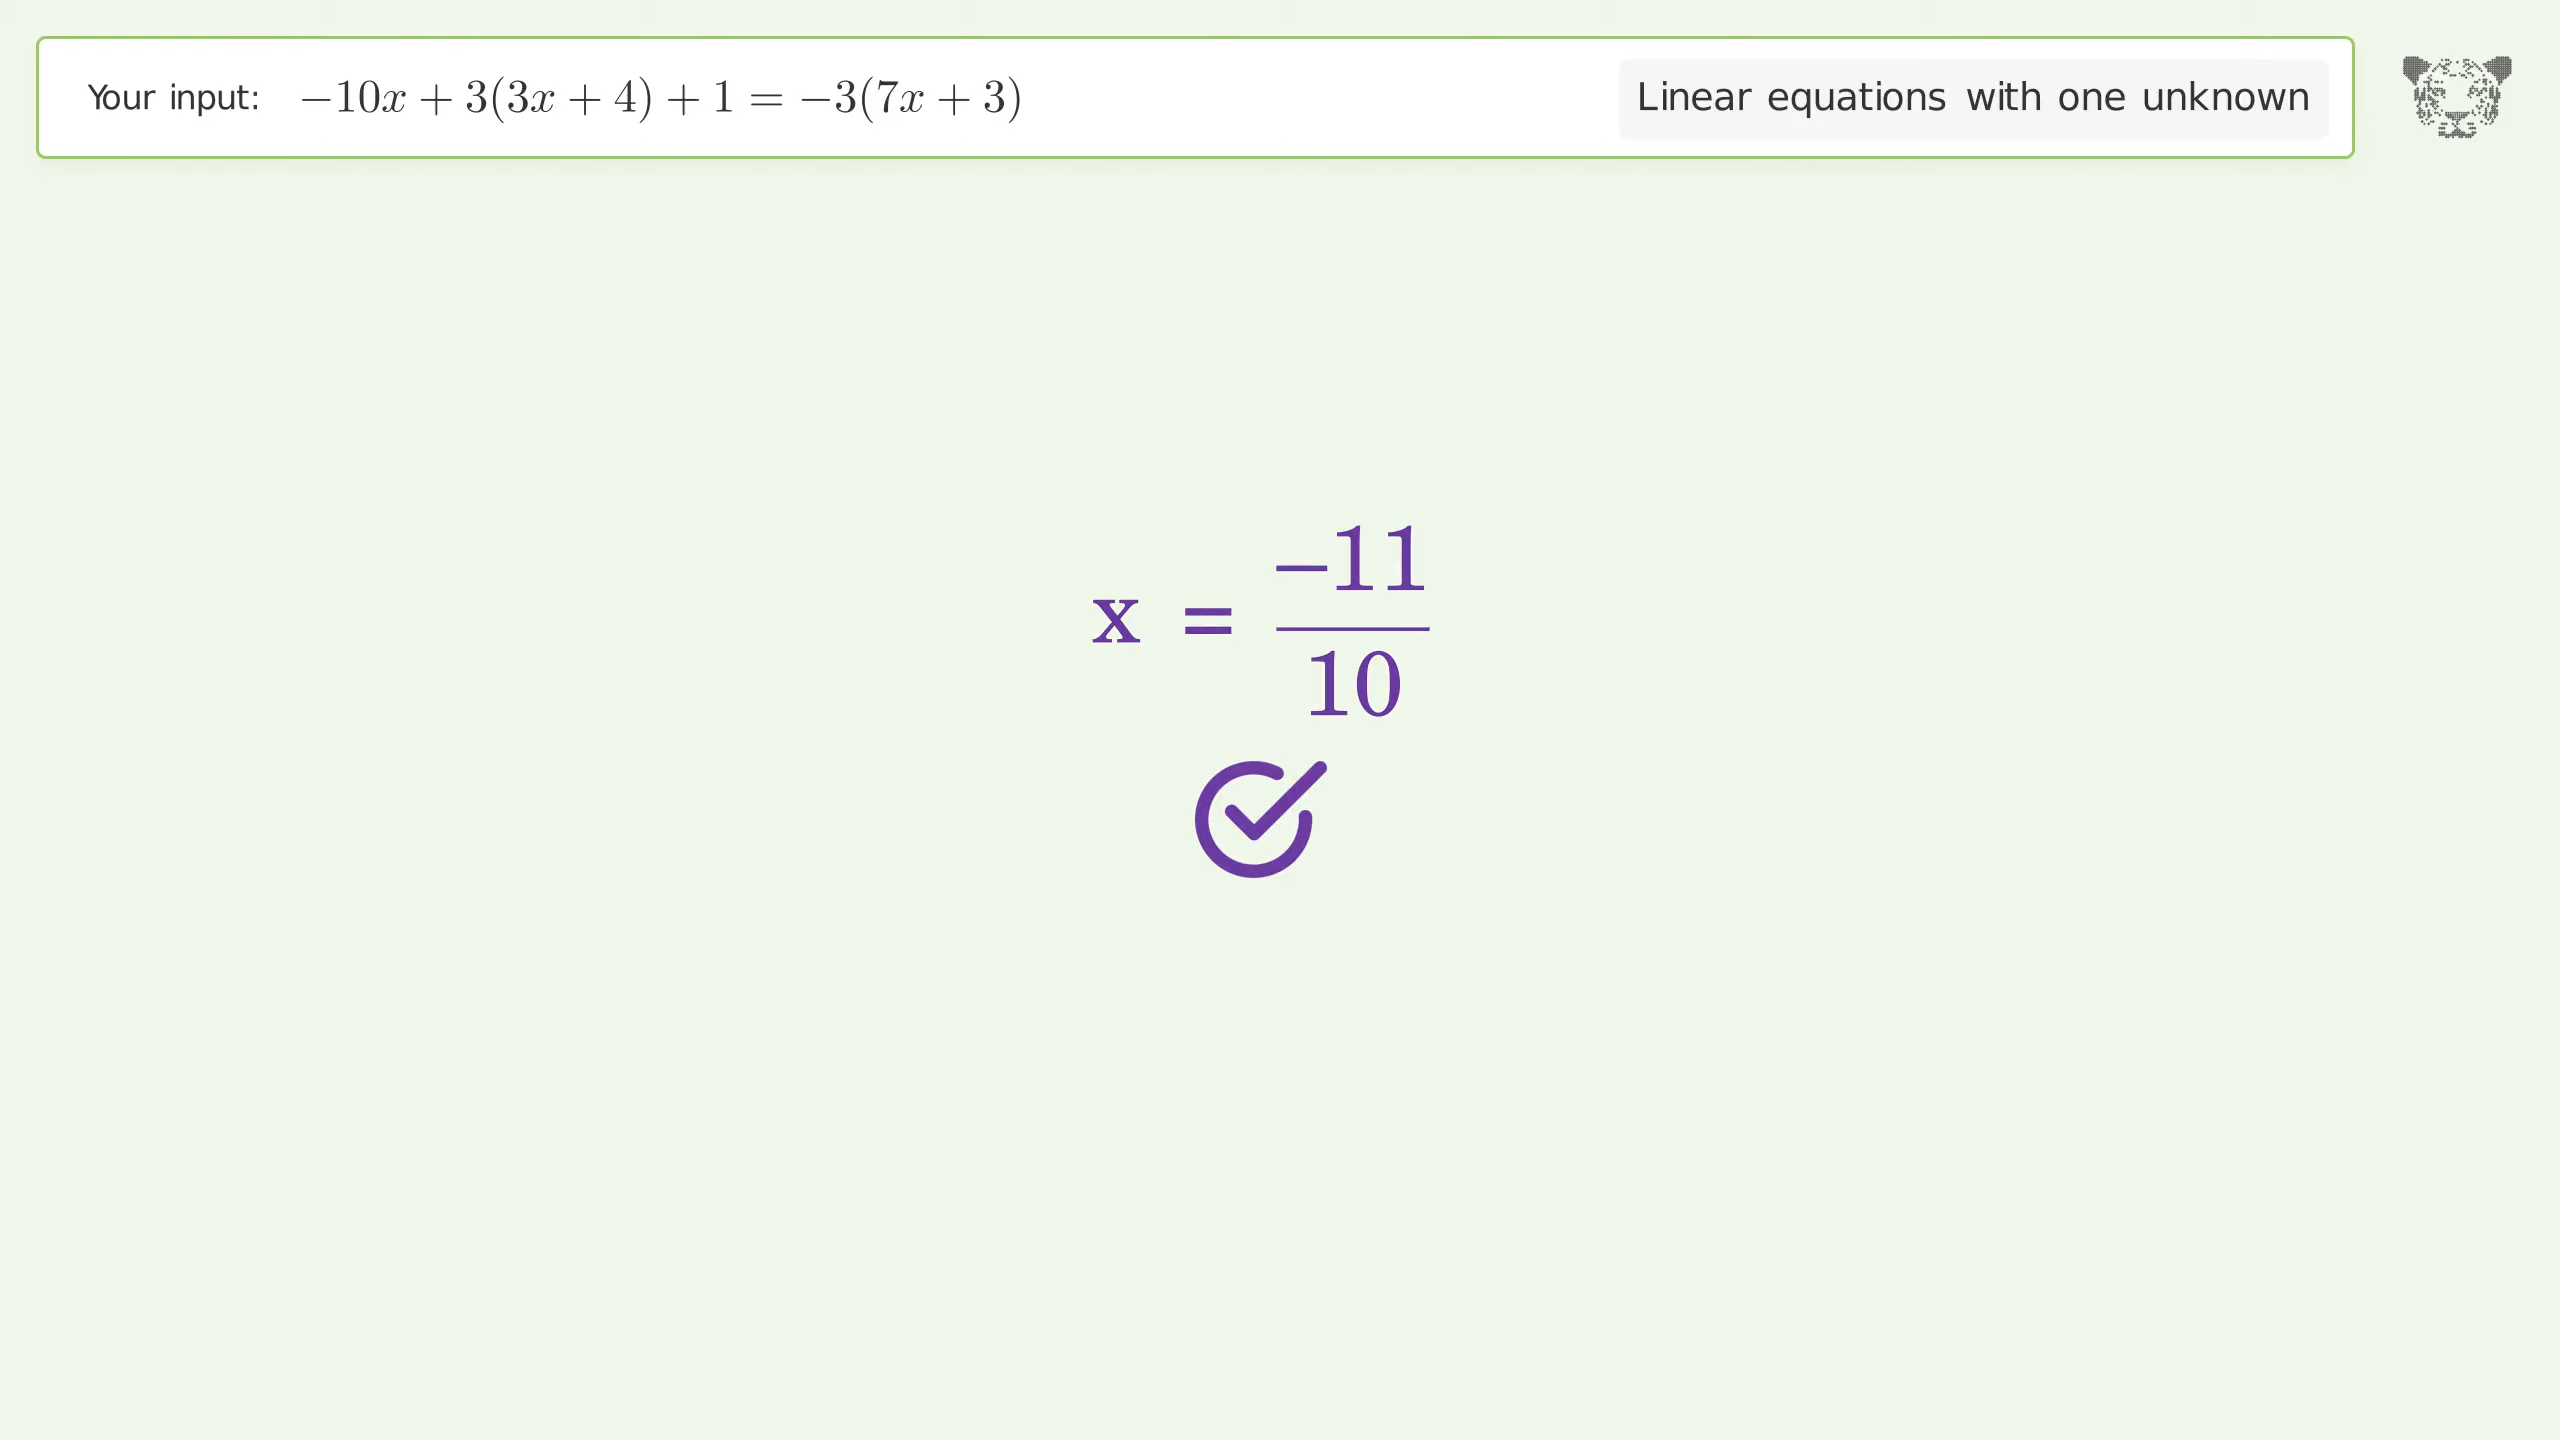 Your input: −10x + 3(3x + 4) + 1 = −3(7x + 3)
Linear equations with one unknown
x = −11/10